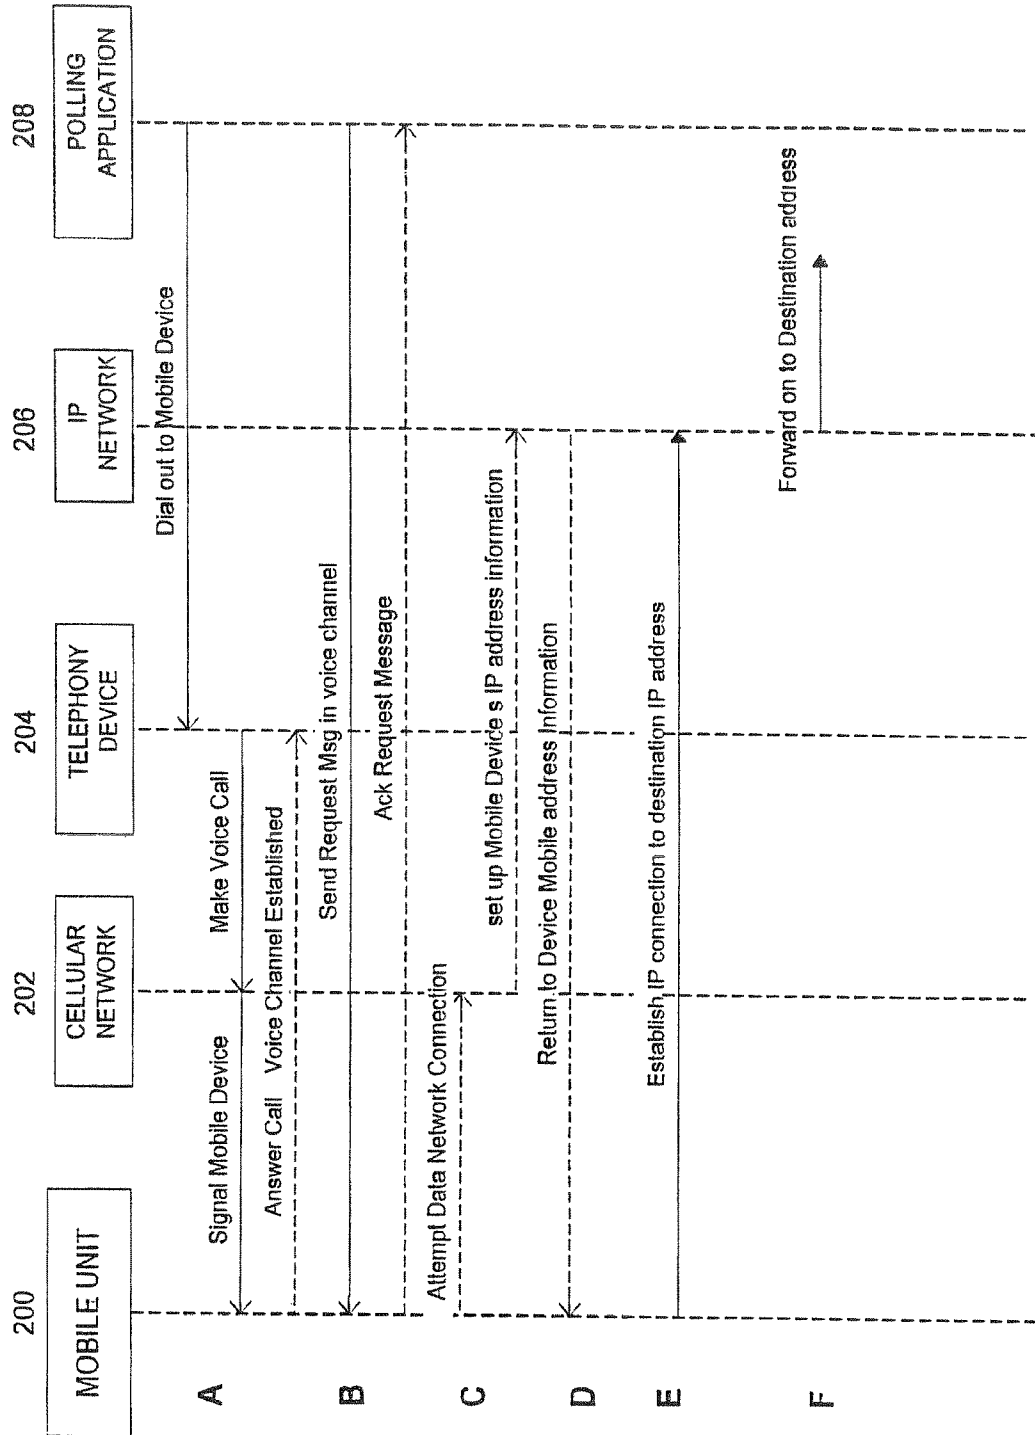 200
202
204
206
208
MOBILE UNIT
CELLULAR
NETWORK
TELEPHONY
DEVICE
IP
NETWORK
POLLING
APPLICATION
A
Dial out to Mobile Device
Signal Mobile Device
Make Voice Call
Answer Call Voice Channel Established
B
Send Request Msg in voice channel
Ack Request Message
C
Attempt Data Network Connection
set up Mobile Device s IP address information
D
Return to Device Mobile address Information
E
Establish IP connection to destination IP address
F
Forward on to Destination address